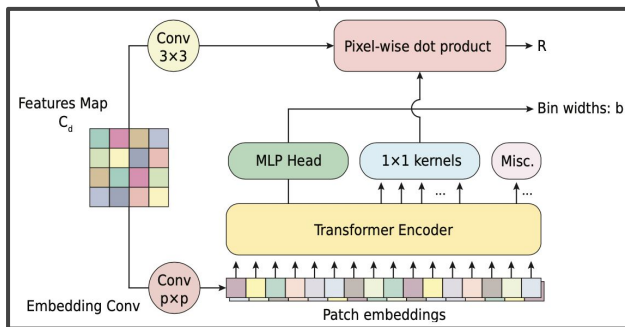 Conv
3×3
Pixel-wise dot product
R
Features Map
C_d
Bin widths: b
MLP Head
1×1 kernels
Misc.
...
...
Transformer Encoder
Conv
p×p
Embedding Conv
Patch embeddings